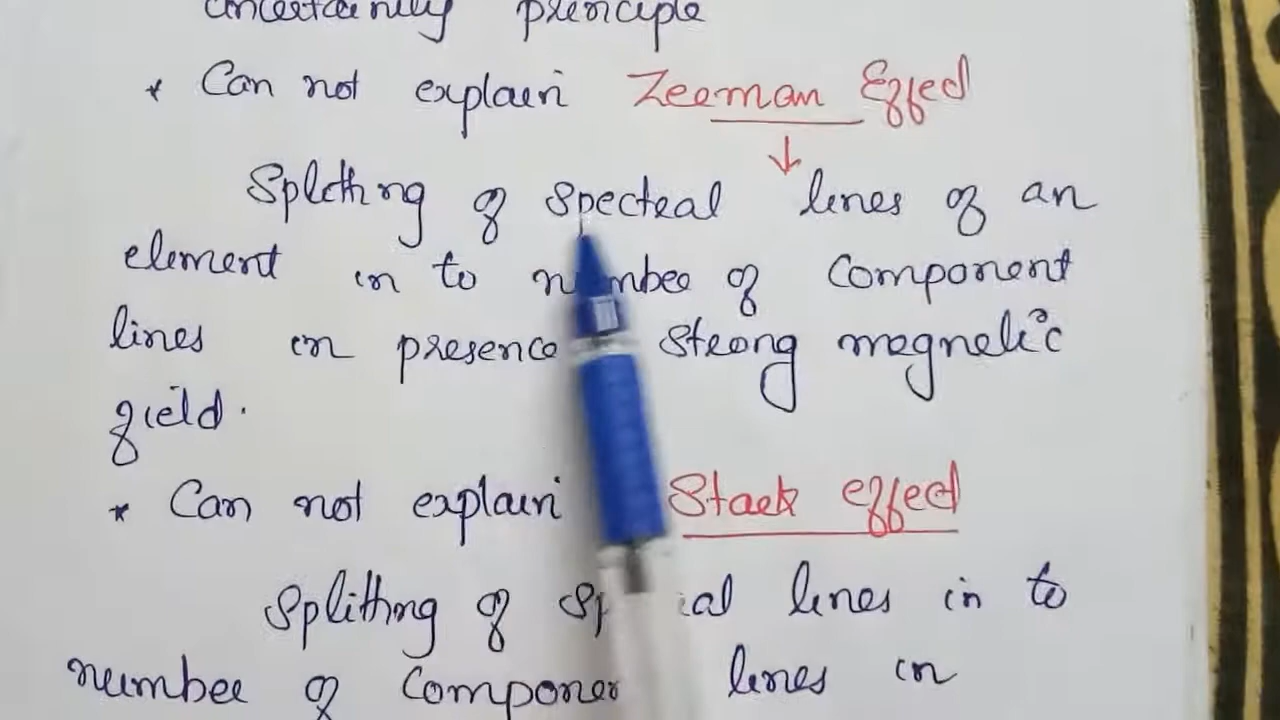 uncertainity principle
* Can not explain Zeeman Effect
↓
Splitting of Spectral lines of an
element in to number of Component
lines in presence strong magnetic
field.
* Can not explain Stark effect
Splitting of lines in to
number of lines in